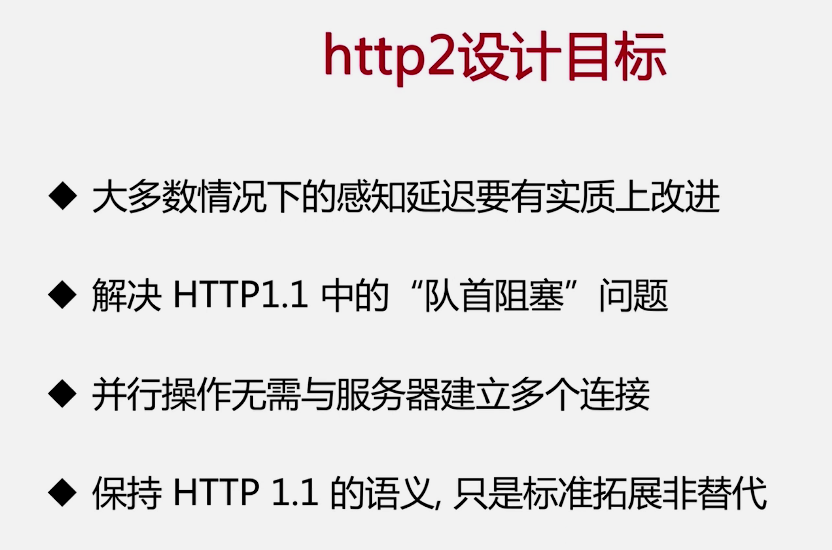 http2设计目标
◆ 大多数情况下的感知延迟要有实质上改进
◆ 解决 HTTP1.1 中的“队首阻塞”问题
◆ 并行操作无需与服务器建立多个连接
◆ 保持 HTTP 1.1 的语义, 只是标准拓展非替代